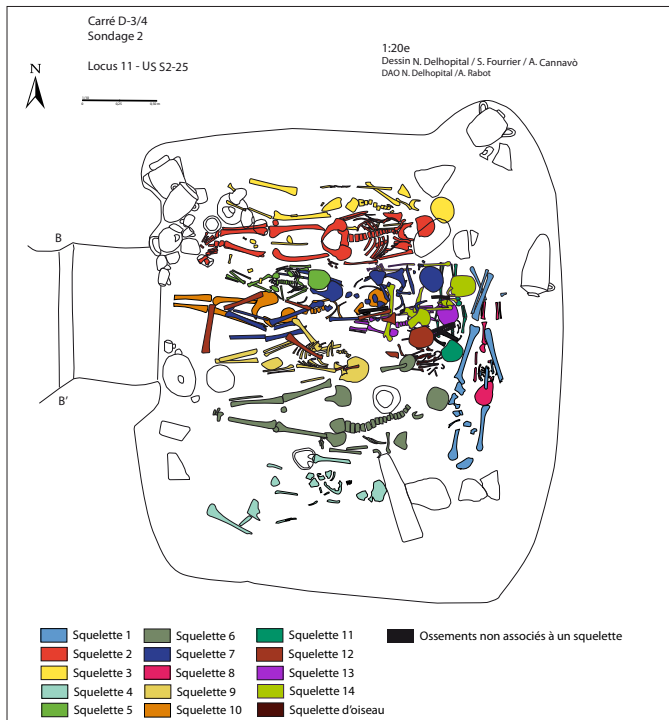 Carré D-3/4
Sondage 2
Locus 11 - US S2-25
1:20e
Dessin N. Delhopital / S. Fourrier / A. Cannavò
DAO N. Delhopital /A. Rabot
N
B
B'
Squelette 1
Squelette 2
Squelette 3
Squelette 4
Squelette 5
Squelette 6
Squelette 7
Squelette 8
Squelette 9
Squelette 10
Squelette 11
Squelette 12
Squelette 13
Squelette 14
Squelette d'oiseau
Ossements non associés à un squelette